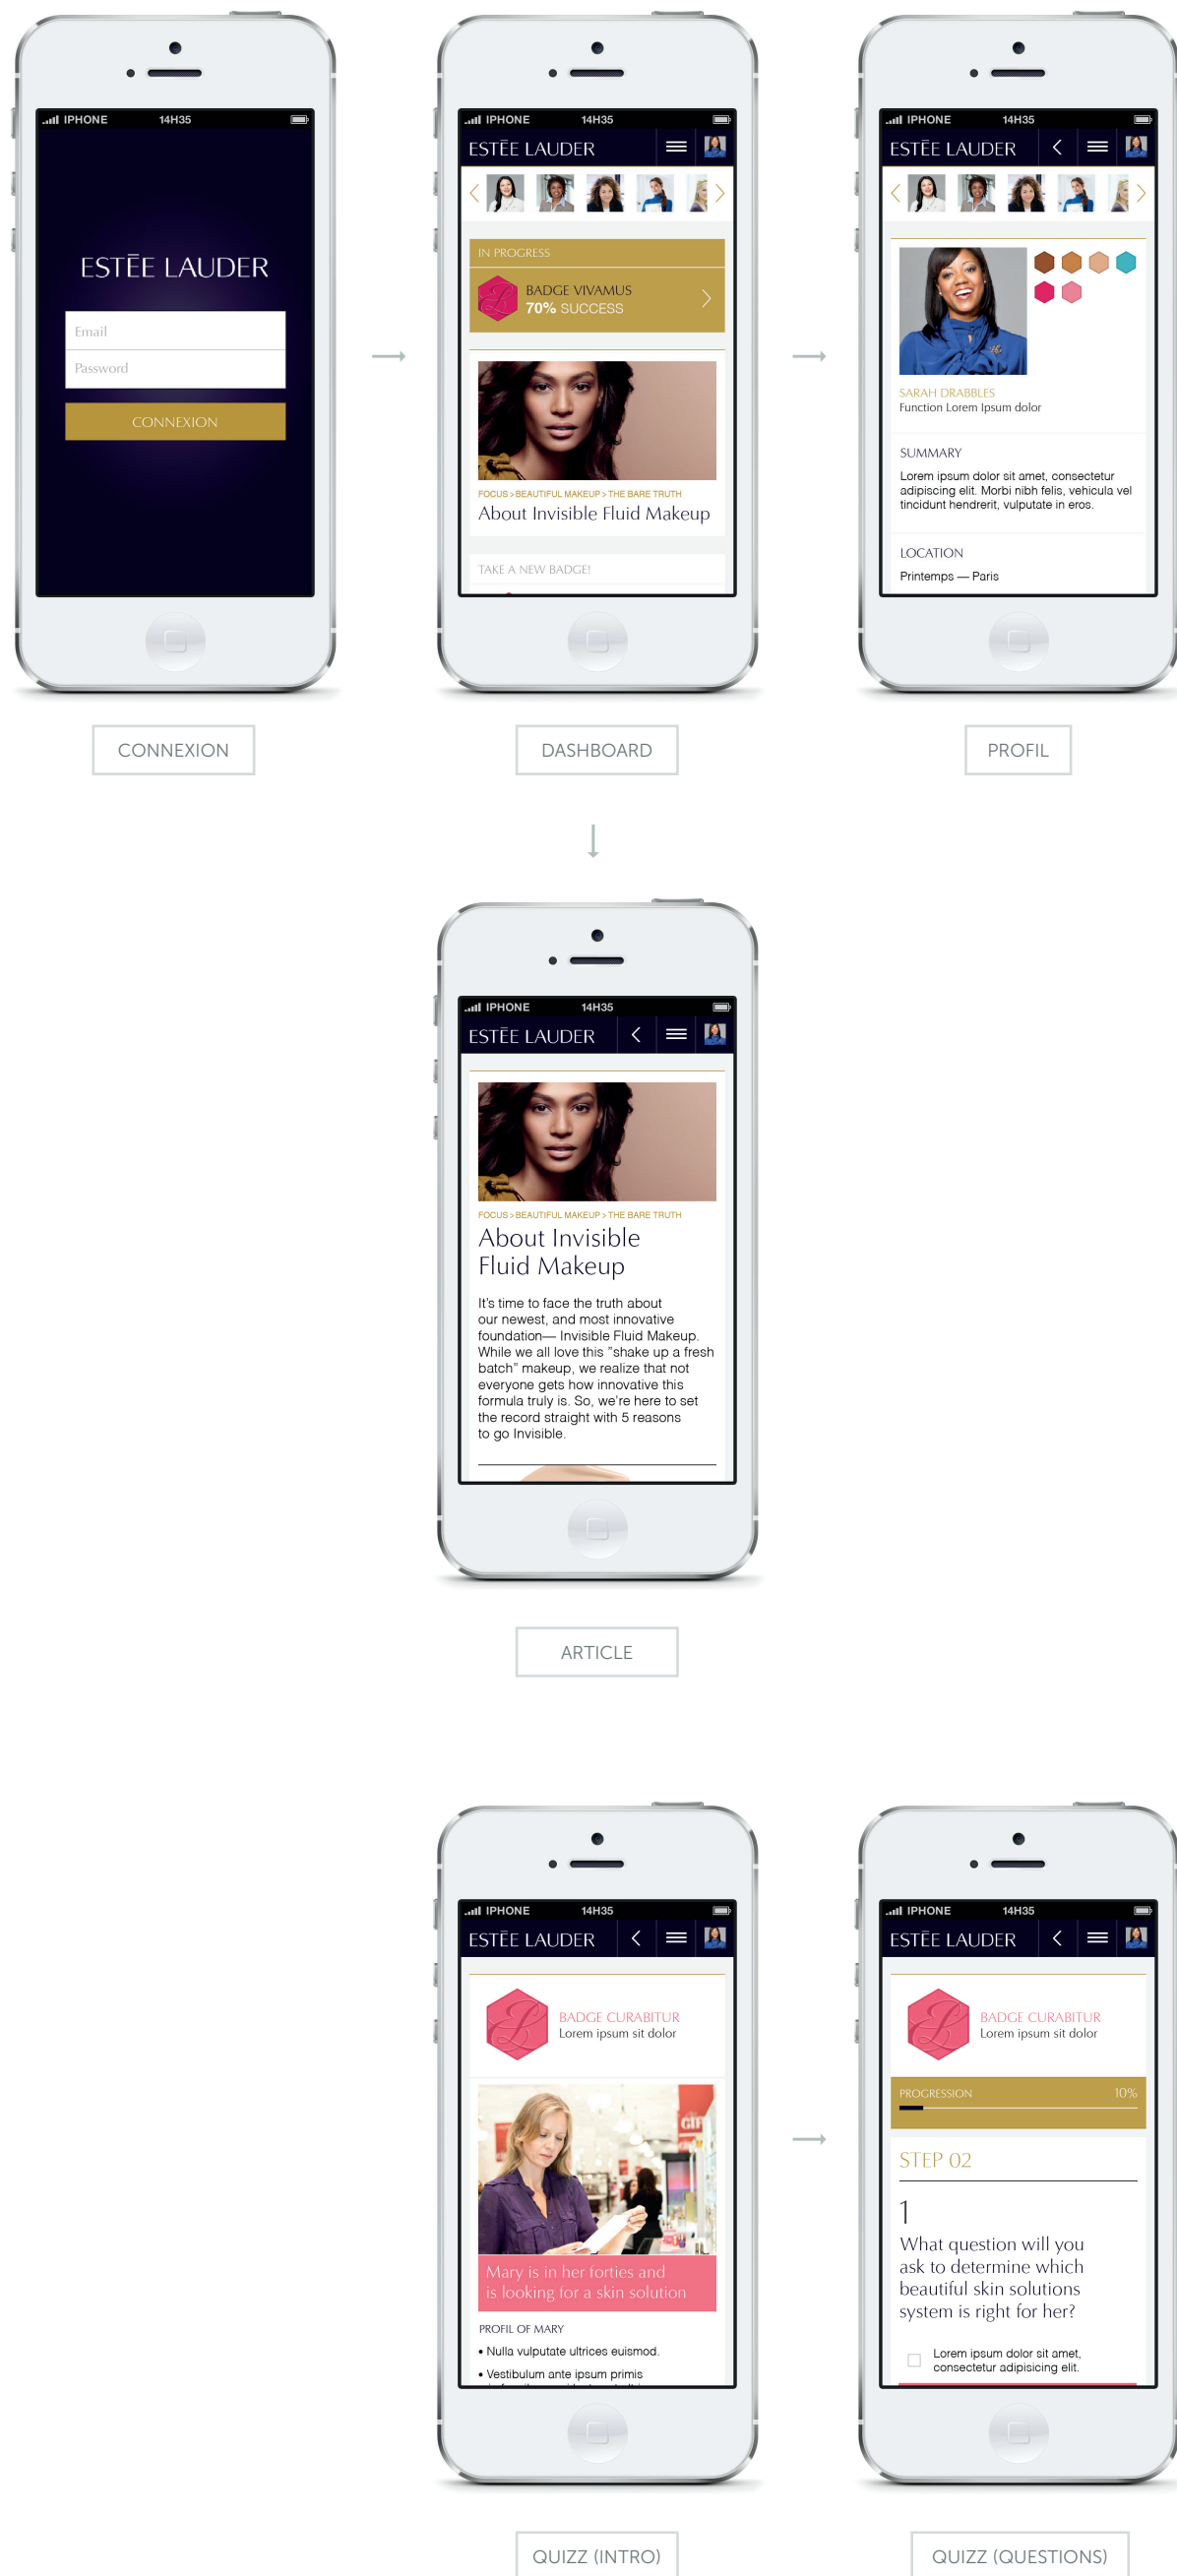 IPHONE 14H35
ESTĒE LAUDER
Email
Password
CONNEXION
CONNEXION
IPHONE 14H35
ESTĒE LAUDER
IN PROGRESS
BADGE VIVAMUS
70% SUCCESS
FOCUS > BEAUTIFUL MAKEUP > THE BARE TRUTH
About Invisible Fluid Makeup
TAKE A NEW BADGE!
DASHBOARD
IPHONE 14H35
ESTĒE LAUDER
SARAH DRABBLES
Function Lorem Ipsum dolor
SUMMARY
Lorem ipsum dolor sit amet, consectetur
adipiscing elit. Morbi nibh felis, vehicula vel
tincidunt hendrerit, vulputate in eros.
LOCATION
Printemps — Paris
PROFIL
IPHONE 14H35
ESTĒE LAUDER
FOCUS > BEAUTIFUL MAKEUP > THE BARE TRUTH
About Invisible
Fluid Makeup
It's time to face the truth about
our newest, and most innovative
foundation— Invisible Fluid Makeup.
While we all love this "shake up a fresh
batch" makeup, we realize that not
everyone gets how innovative this
formula truly is. So, we're here to set
the record straight with 5 reasons
to go Invisible.
ARTICLE
IPHONE 14H35
ESTĒE LAUDER
BADGE CURABITUR
Lorem ipsum sit dolor
GIF
Mary is in her forties and
is looking for a skin solution
PROFIL OF MARY
• Nulla vulputate ultrices euismod.
• Vestibulum ante ipsum primis
QUIZZ (INTRO)
IPHONE 14H35
ESTĒE LAUDER
BADGE CURABITUR
Lorem ipsum sit dolor
PROGRESSION 10%
STEP 02
1
What question will you
ask to determine which
beautiful skin solutions
system is right for her?
Lorem ipsum dolor sit amet,
consectetur adipisicing elit.
QUIZZ (QUESTIONS)